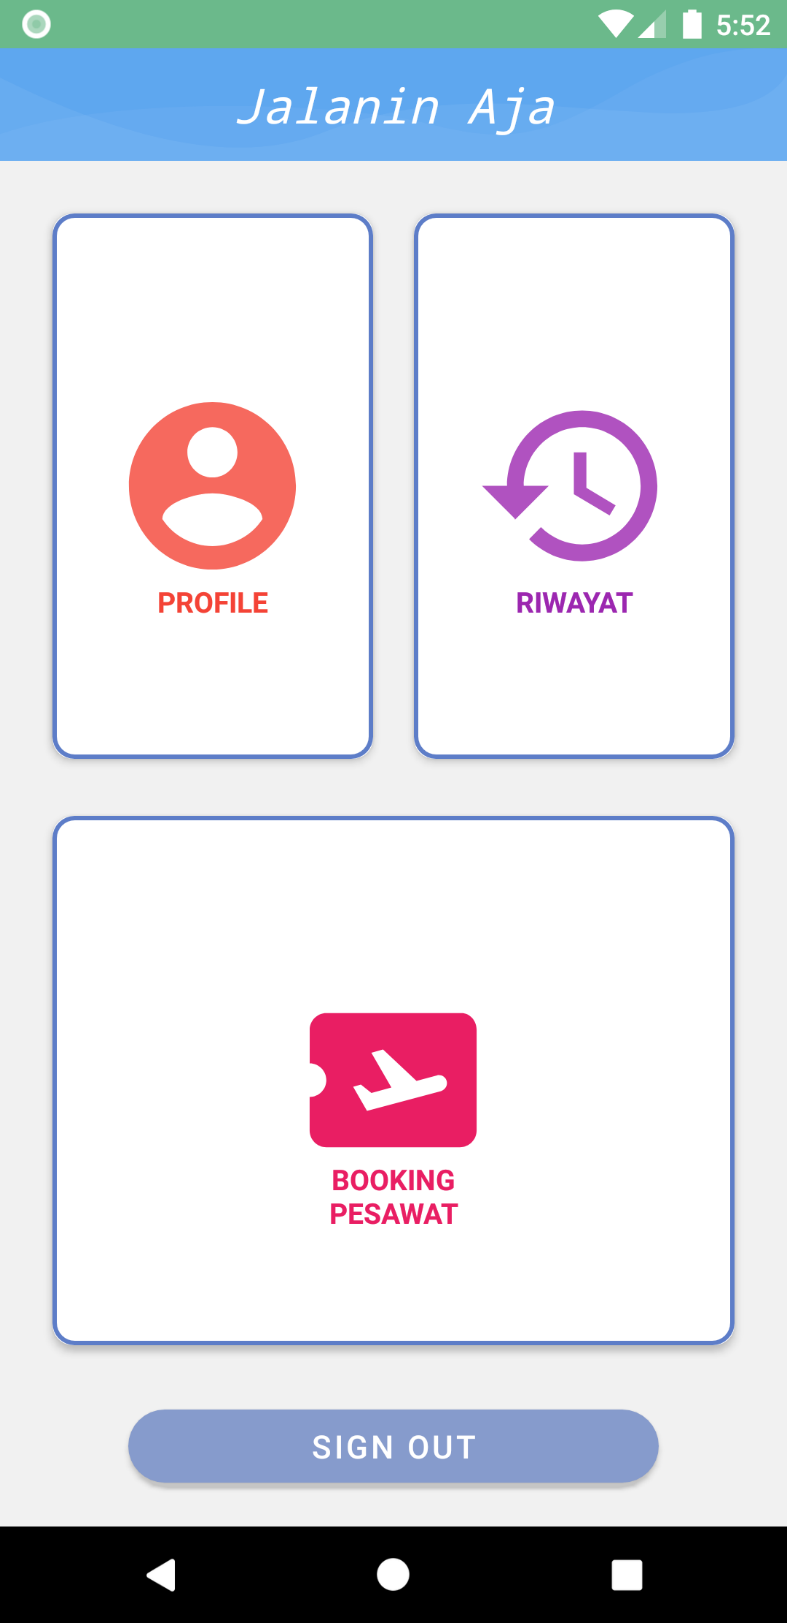 5:52
Jalanin Aja
PROFILE
RIWAYAT
BOOKING
PESAWAT
SIGN OUT